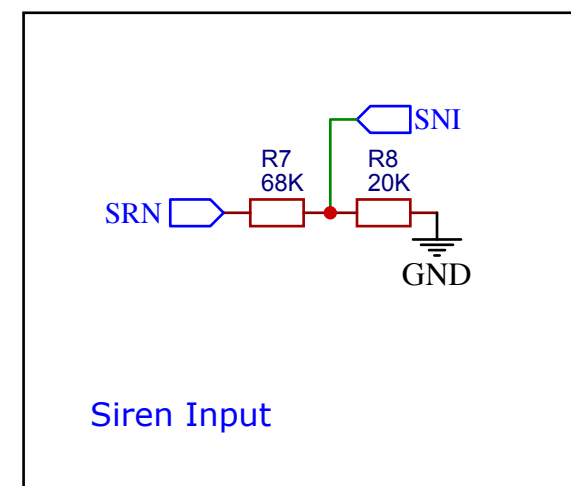 SNI
R7
68K
R8
20K
SRN
GND
Siren Input